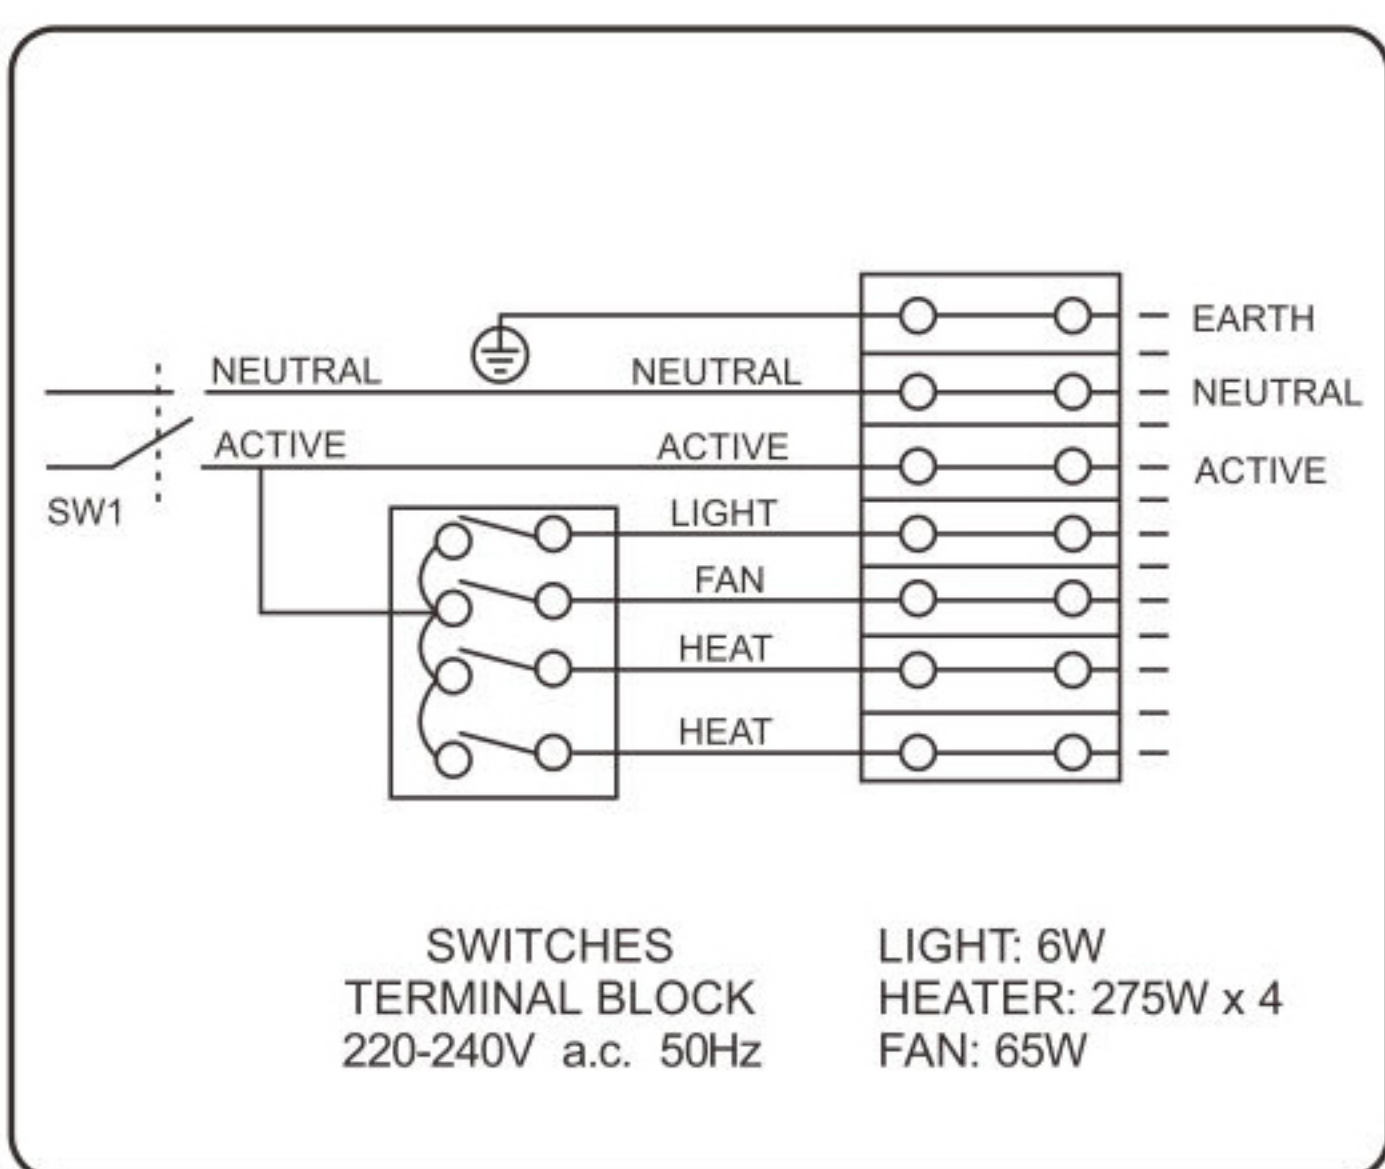 EARTH
NEUTRAL NEUTRAL NEUTRAL
ACTIVE ACTIVE ACTIVE
SW1
LIGHT
FAN
HEAT
HEAT
SWITCHES
TERMINAL BLOCK
220-240V a.c. 50Hz
LIGHT: 6W
HEATER: 275W x 4
FAN: 65W